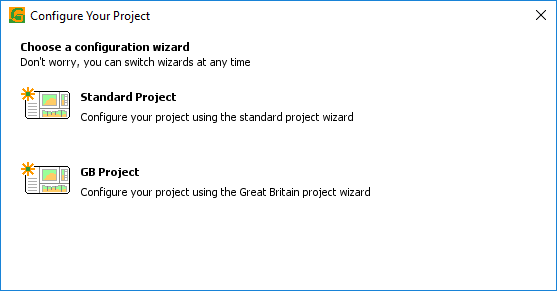 Configure Your Project
Choose a configuration wizard
Don't worry, you can switch wizards at any time
Standard Project
Configure your project using the standard project wizard
GB Project
Configure your project using the Great Britain project wizard